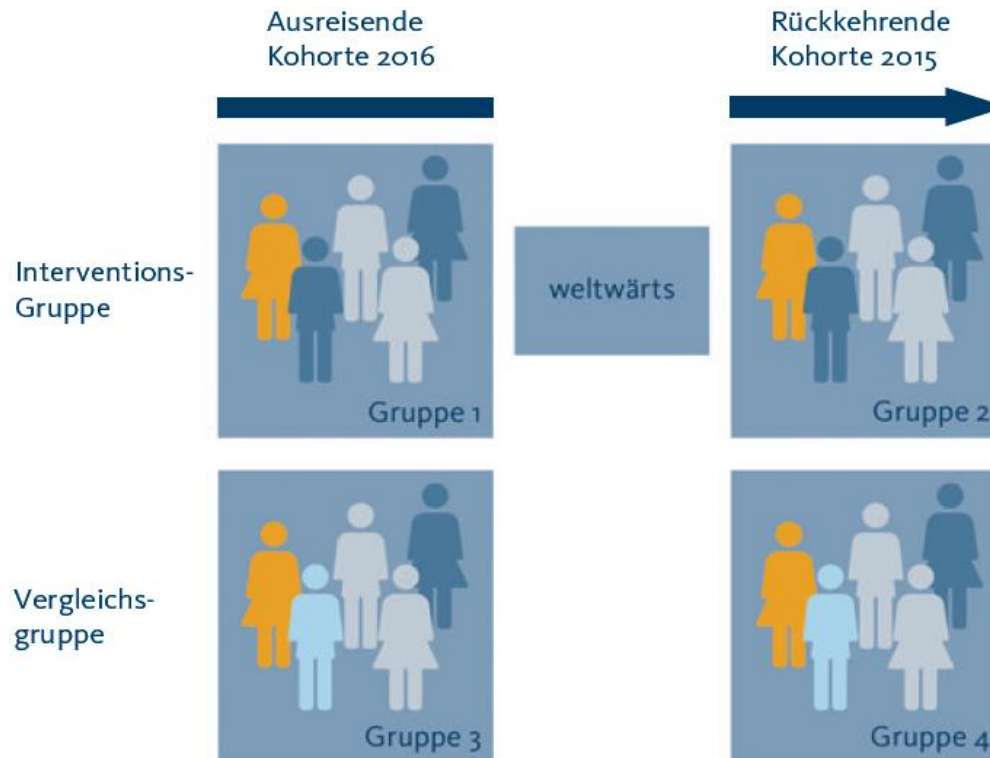 Ausreisende
Kohorte 2016
Rückkehrende
Kohorte 2015
Interventions-
Gruppe
Gruppe 1
weltwärts
Gruppe 2
Vergleichs-
gruppe
Gruppe 3
Gruppe 4